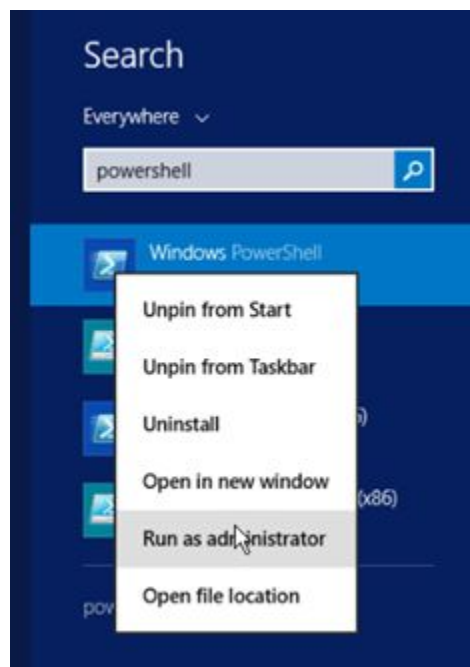 Search
Everywhere
powershell
Windows PowerShell
Unpin from Start
Unpin from Taskbar
Uninstall
Open in new window
(x86)
Run as administrator
Open file location